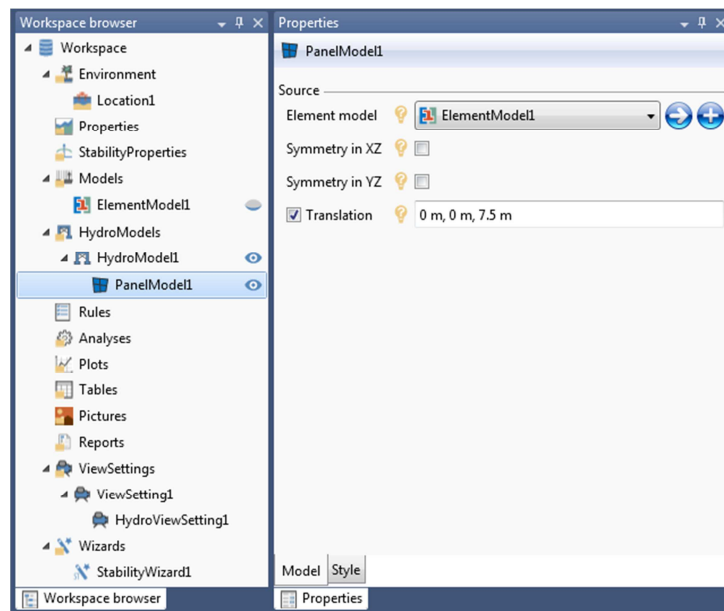 Workspace browser
Workspace
Environment
Location1
Properties
StabilityProperties
Models
ElementModel1
HydroModels
HydroModel1
PanelModel1
Rules
Analyses
Plots
Tables
Pictures
Reports
ViewSettings
ViewSetting1
HydroViewSetting1
Wizards
StabilityWizard1
Workspace browser
Properties
PanelModel1
Source
Element model ElementModel1
Symmetry in XZ
Symmetry in YZ
Translation 0 m, 0 m, 7.5 m
Model Style
Properties